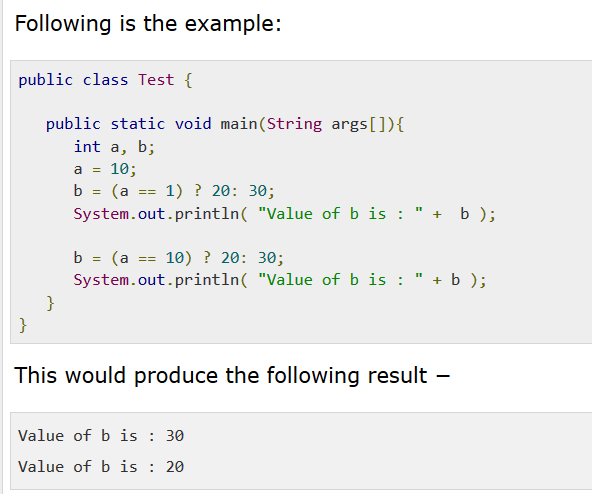 Following is the example:
public class Test {
public static void main(String args[]){
int a, b;
a = 10;
b = (a == 1) ? 20: 30;
System.out.println( "Value of b is : " +  b );
b = (a == 10) ? 20: 30;
System.out.println( "Value of b is : " + b );
}
}
This would produce the following result −
Value of b is : 30
Value of b is : 20